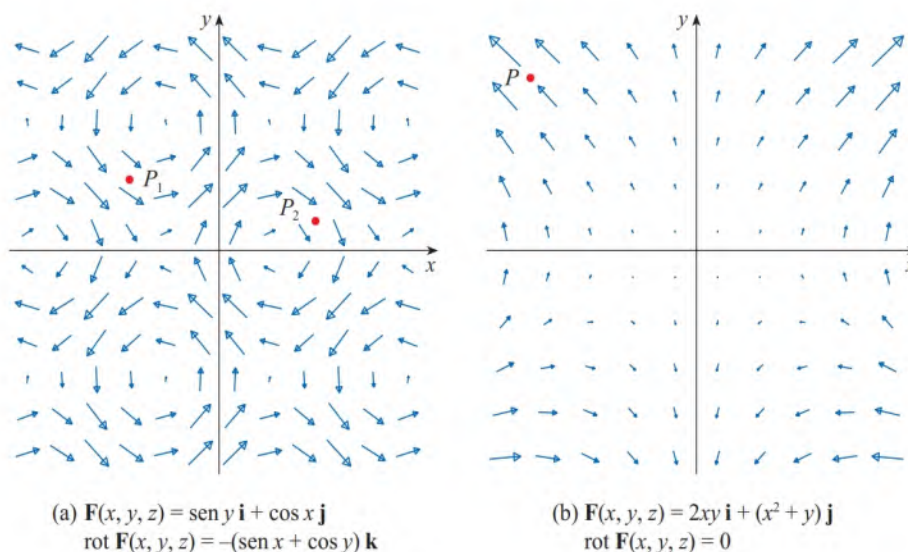 y
P₁
P₂
x
y
P
(a) F(x, y, z) = sen y i + cos x j
rot F(x, y, z) = –(sen x + cos y) k
(b) F(x, y, z) = 2xy i + (x² + y) j
rot F(x, y, z) = 0